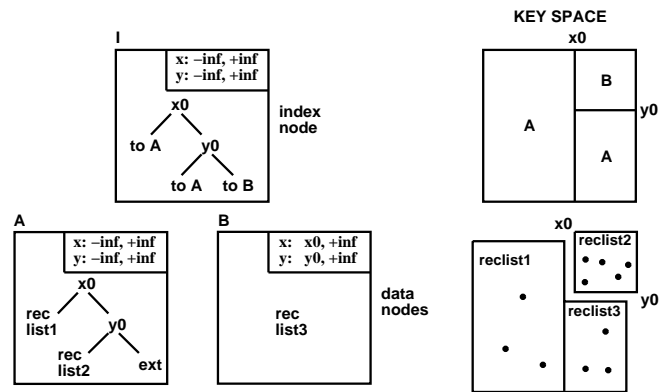 I
x: −inf, +inf
y: −inf, +inf
x0
to A
y0
to A to B
index
node
KEY SPACE
x0
B
y0
A
A
A
x: −inf, +inf
y: −inf, +inf
x0
rec
list1
y0
rec
list2
ext
B
x: x0, +inf
y: y0, +inf
rec
list3
data
nodes
x0
reclist1
reclist2
y0
reclist3